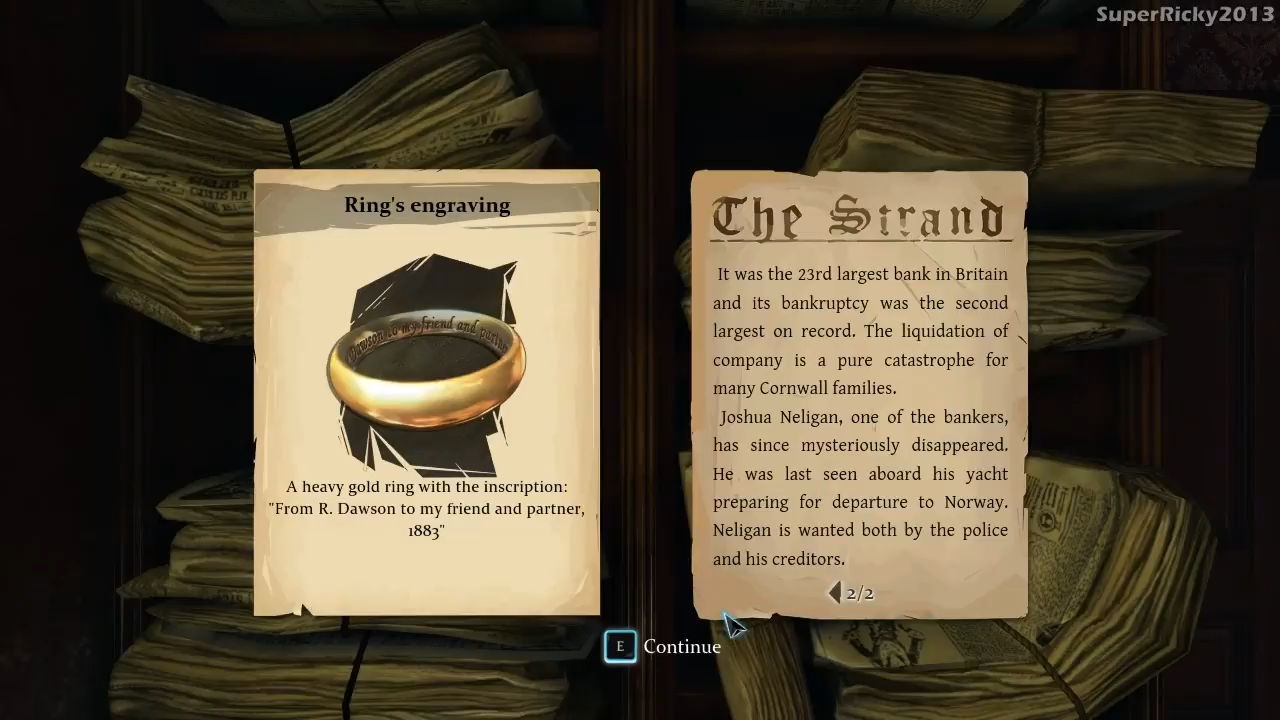 SuperRicky2013
Ring's engraving
Dawson to my friend and partner
A heavy gold ring with the inscription:
"From R. Dawson to my friend and partner,
1883"
The Strand
It was the 23rd largest bank in Britain
and its bankruptcy was the second
largest on record. The liquidation of
company is a pure catastrophe for
many Cornwall families.
Joshua Neligan, one of the bankers,
has since mysteriously disappeared.
He was last seen aboard his yacht
preparing for departure to Norway.
Neligan is wanted both by the police
and his creditors.
2/2
E Continue